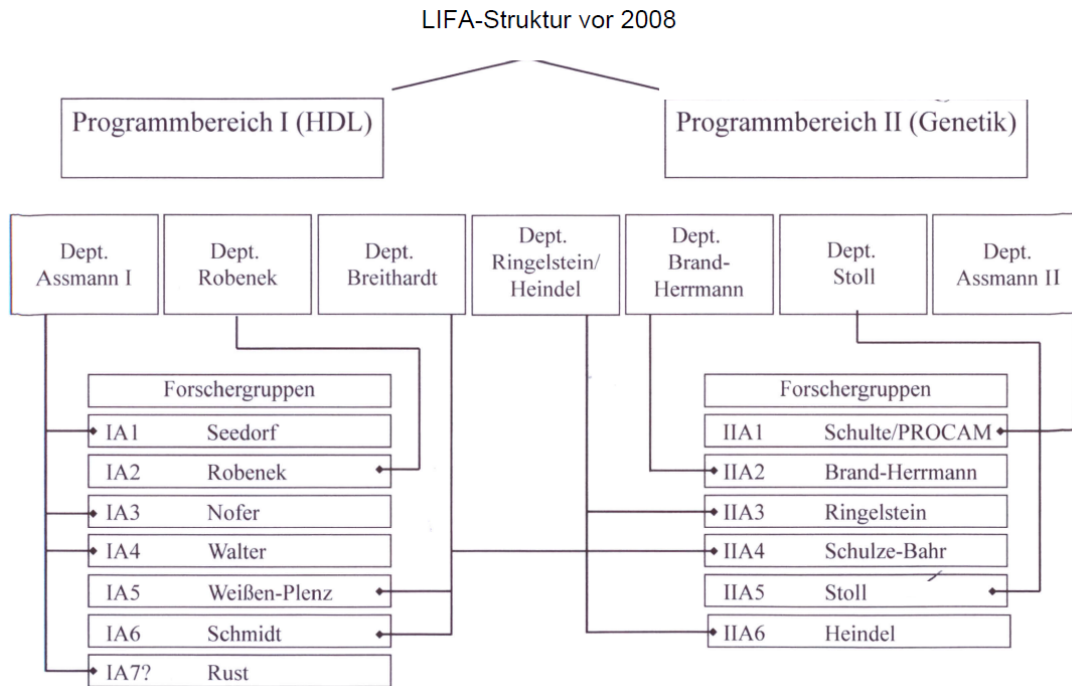 LIFA-Struktur vor 2008
Programmbereich I (HDL)
Programmbereich II (Genetik)
Dept.
Assmann I
Dept.
Robenek
Dept.
Breithardt
Dept.
Ringelstein/
Heindel
Dept.
Brand-
Herrmann
Dept.
Stoll
Dept.
Assmann II
Forschergruppen
IA1 Seedorf
IA2 Robenek
IA3 Nofer
IA4 Walter
IA5 Weißen-Plenz
IA6 Schmidt
IA7? Rust
Forschergruppen
IIA1 Schulte/PROCAM
IIA2 Brand-Herrmann
IIA3 Ringelstein
IIA4 Schulze-Bahr
IIA5 Stoll
IIA6 Heindel